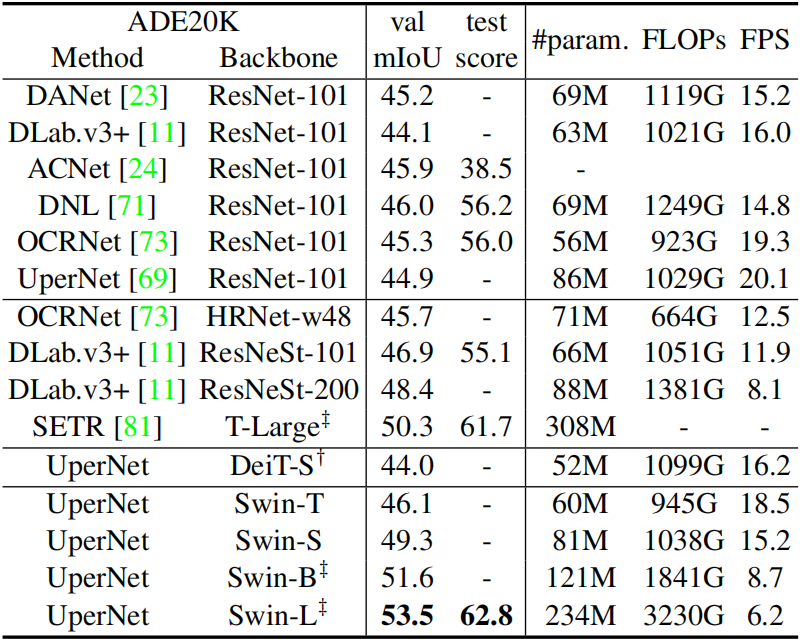 ADE20K val test #param. FLOPs FPS
Method Backbone mIoU score
DANet [23] ResNet-101 45.2 - 69M 1119G 15.2
DLab.v3+ [11] ResNet-101 44.1 - 63M 1021G 16.0
ACNet [24] ResNet-101 45.9 38.5 -
DNL [71] ResNet-101 46.0 56.2 69M 1249G 14.8
OCRNet [73] ResNet-101 45.3 56.0 56M 923G 19.3
UperNet [69] ResNet-101 44.9 - 86M 1029G 20.1
OCRNet [73] HRNet-w48 45.7 - 71M 664G 12.5
DLab.v3+ [11] ResNeSt-101 46.9 55.1 66M 1051G 11.9
DLab.v3+ [11] ResNeSt-200 48.4 - 88M 1381G 8.1
SETR [81] T-Large‡ 50.3 61.7 308M - -
UperNet DeiT-S† 44.0 - 52M 1099G 16.2
UperNet Swin-T 46.1 - 60M 945G 18.5
UperNet Swin-S 49.3 - 81M 1038G 15.2
UperNet Swin-B‡ 51.6 - 121M 1841G 8.7
UperNet Swin-L‡ 53.5 62.8 234M 3230G 6.2